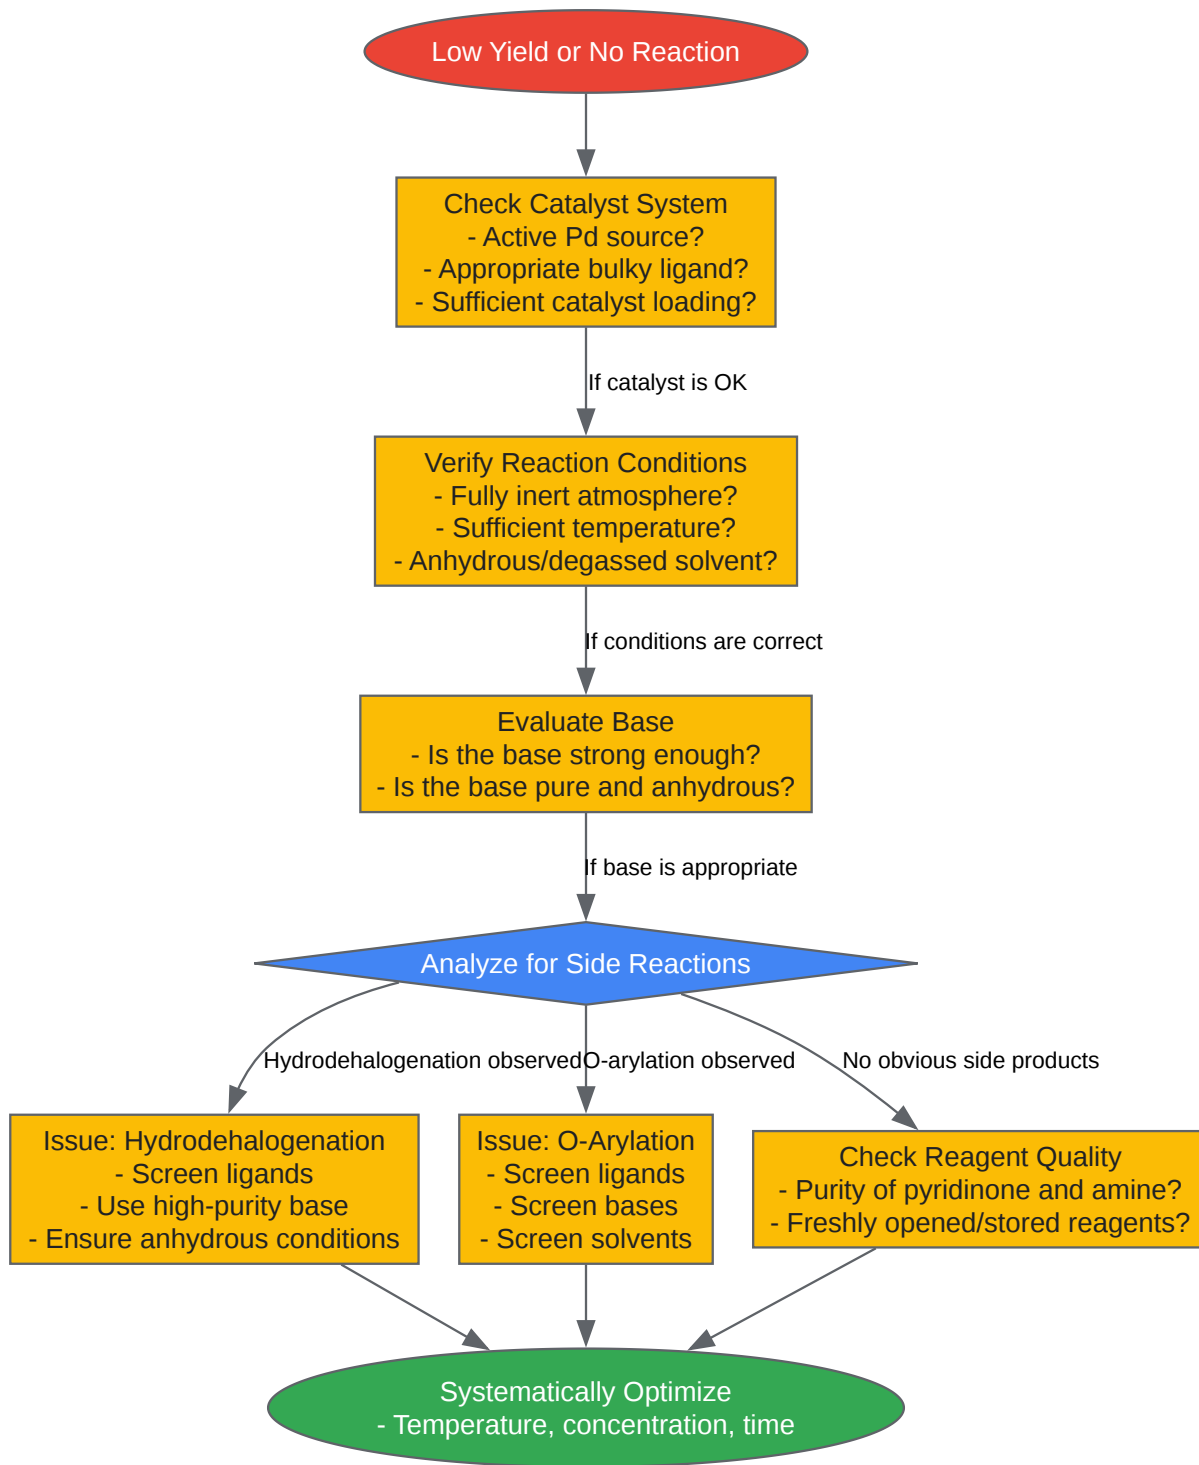 Low Yield or No Reaction
Check Catalyst System
- Active Pd source?
- Appropriate bulky ligand?
- Sufficient catalyst loading?
If catalyst is OK
Verify Reaction Conditions
- Fully inert atmosphere?
- Sufficient temperature?
- Anhydrous/degassed solvent?
If conditions are correct
Evaluate Base
- Is the base strong enough?
- Is the base pure and anhydrous?
If base is appropriate
Analyze for Side Reactions
Hydrodehalogenation observed
O-arylation observed
No obvious side products
Issue: Hydrodehalogenation
- Screen ligands
- Use high-purity base
- Ensure anhydrous conditions
Issue: O-Arylation
- Screen ligands
- Screen bases
- Screen solvents
Check Reagent Quality
- Purity of pyridinone and amine?
- Freshly opened/stored reagents?
Systematically Optimize
- Temperature, concentration, time